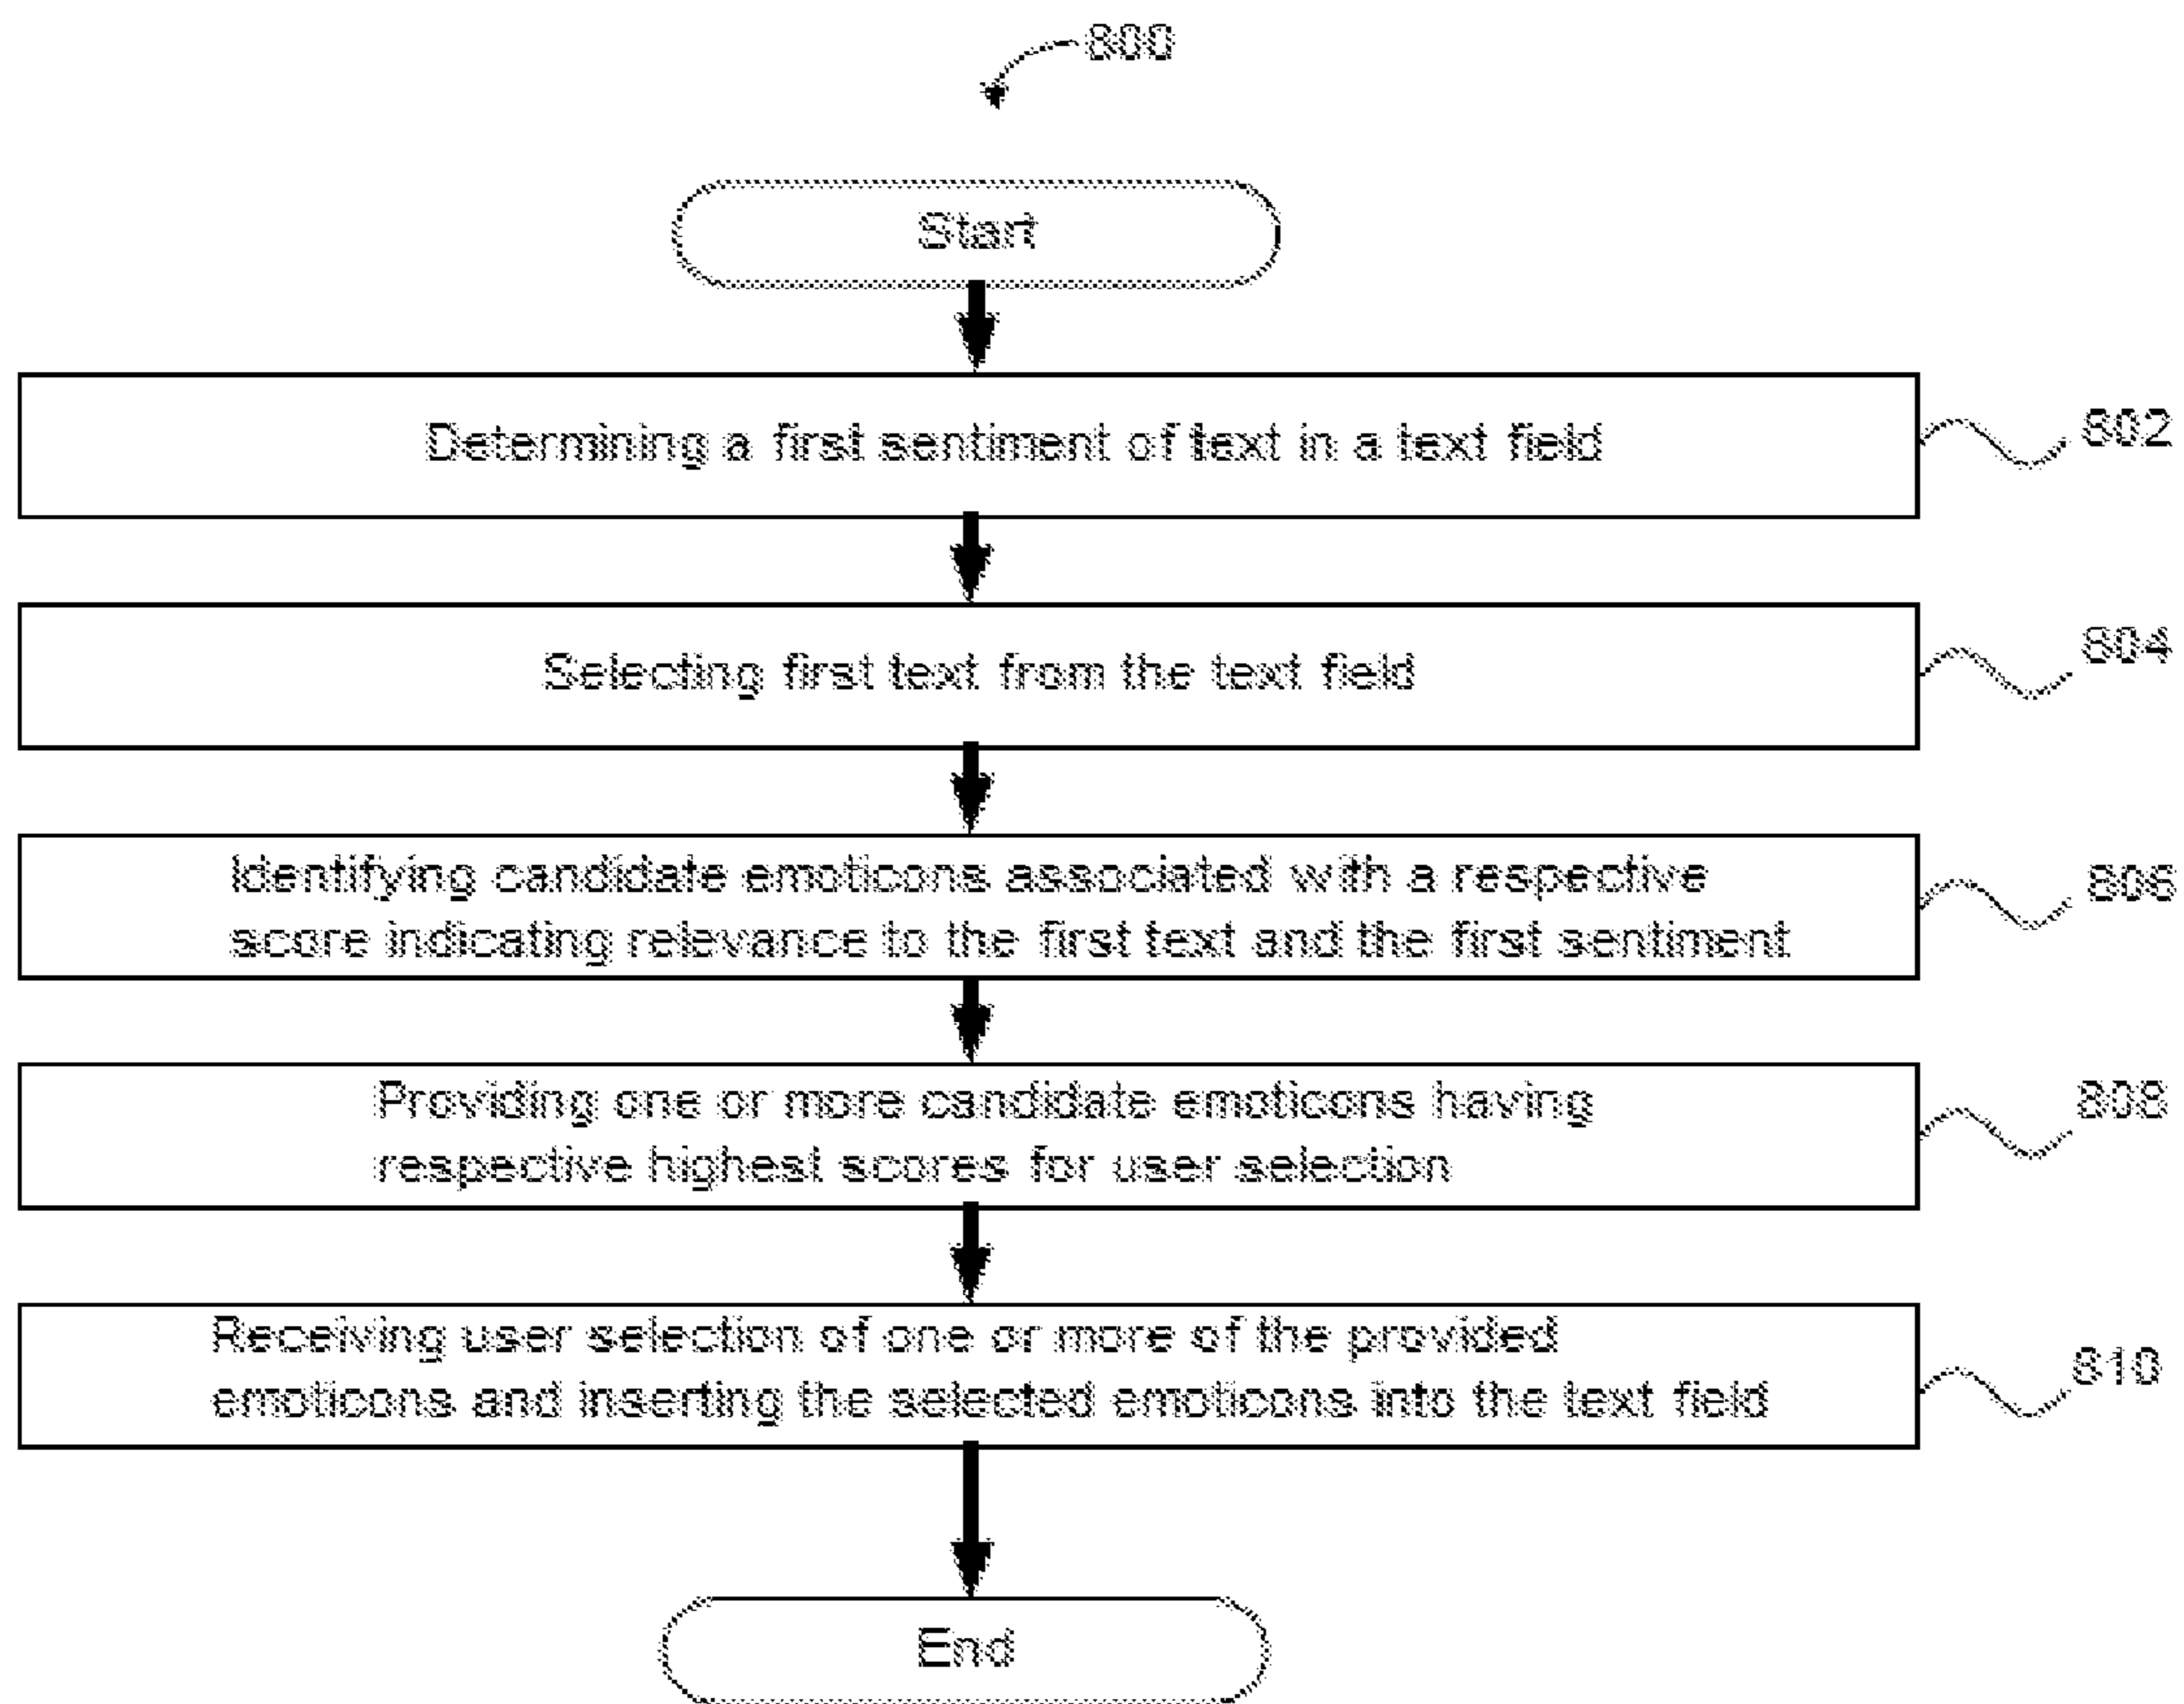 800
Start
Determining a first sentiment of text in a text field
802
Selecting first text from the text field
804
Identifying candidate emoticons associated with a respective
score indicating relevance to the first text and the first sentiment
806
Providing one or more candidate emoticons having
respective highest scores for user selection
808
Receiving user selection of one or more of the provided
emoticons and inserting the selected emoticons into the text field
810
End